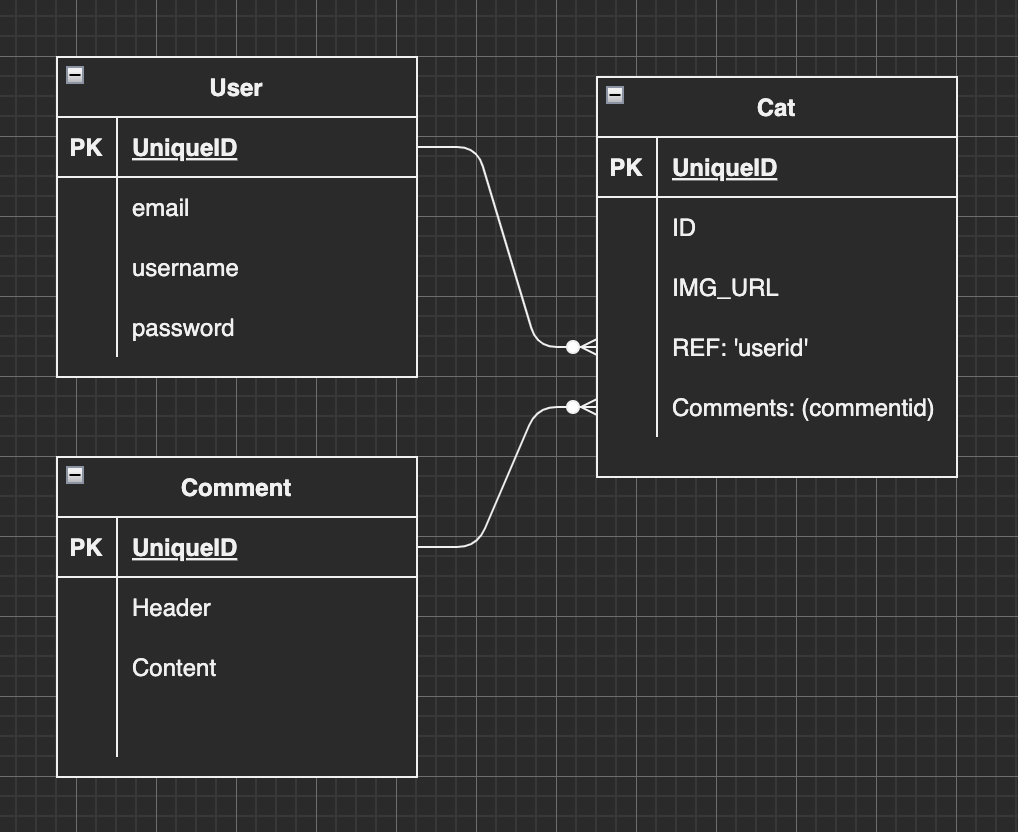 User
PK UniqueID
email
username
password
Cat
PK UniqueID
ID
IMG_URL
REF: 'userid'
Comments: (commentid)
Comment
PK UniqueID
Header
Content